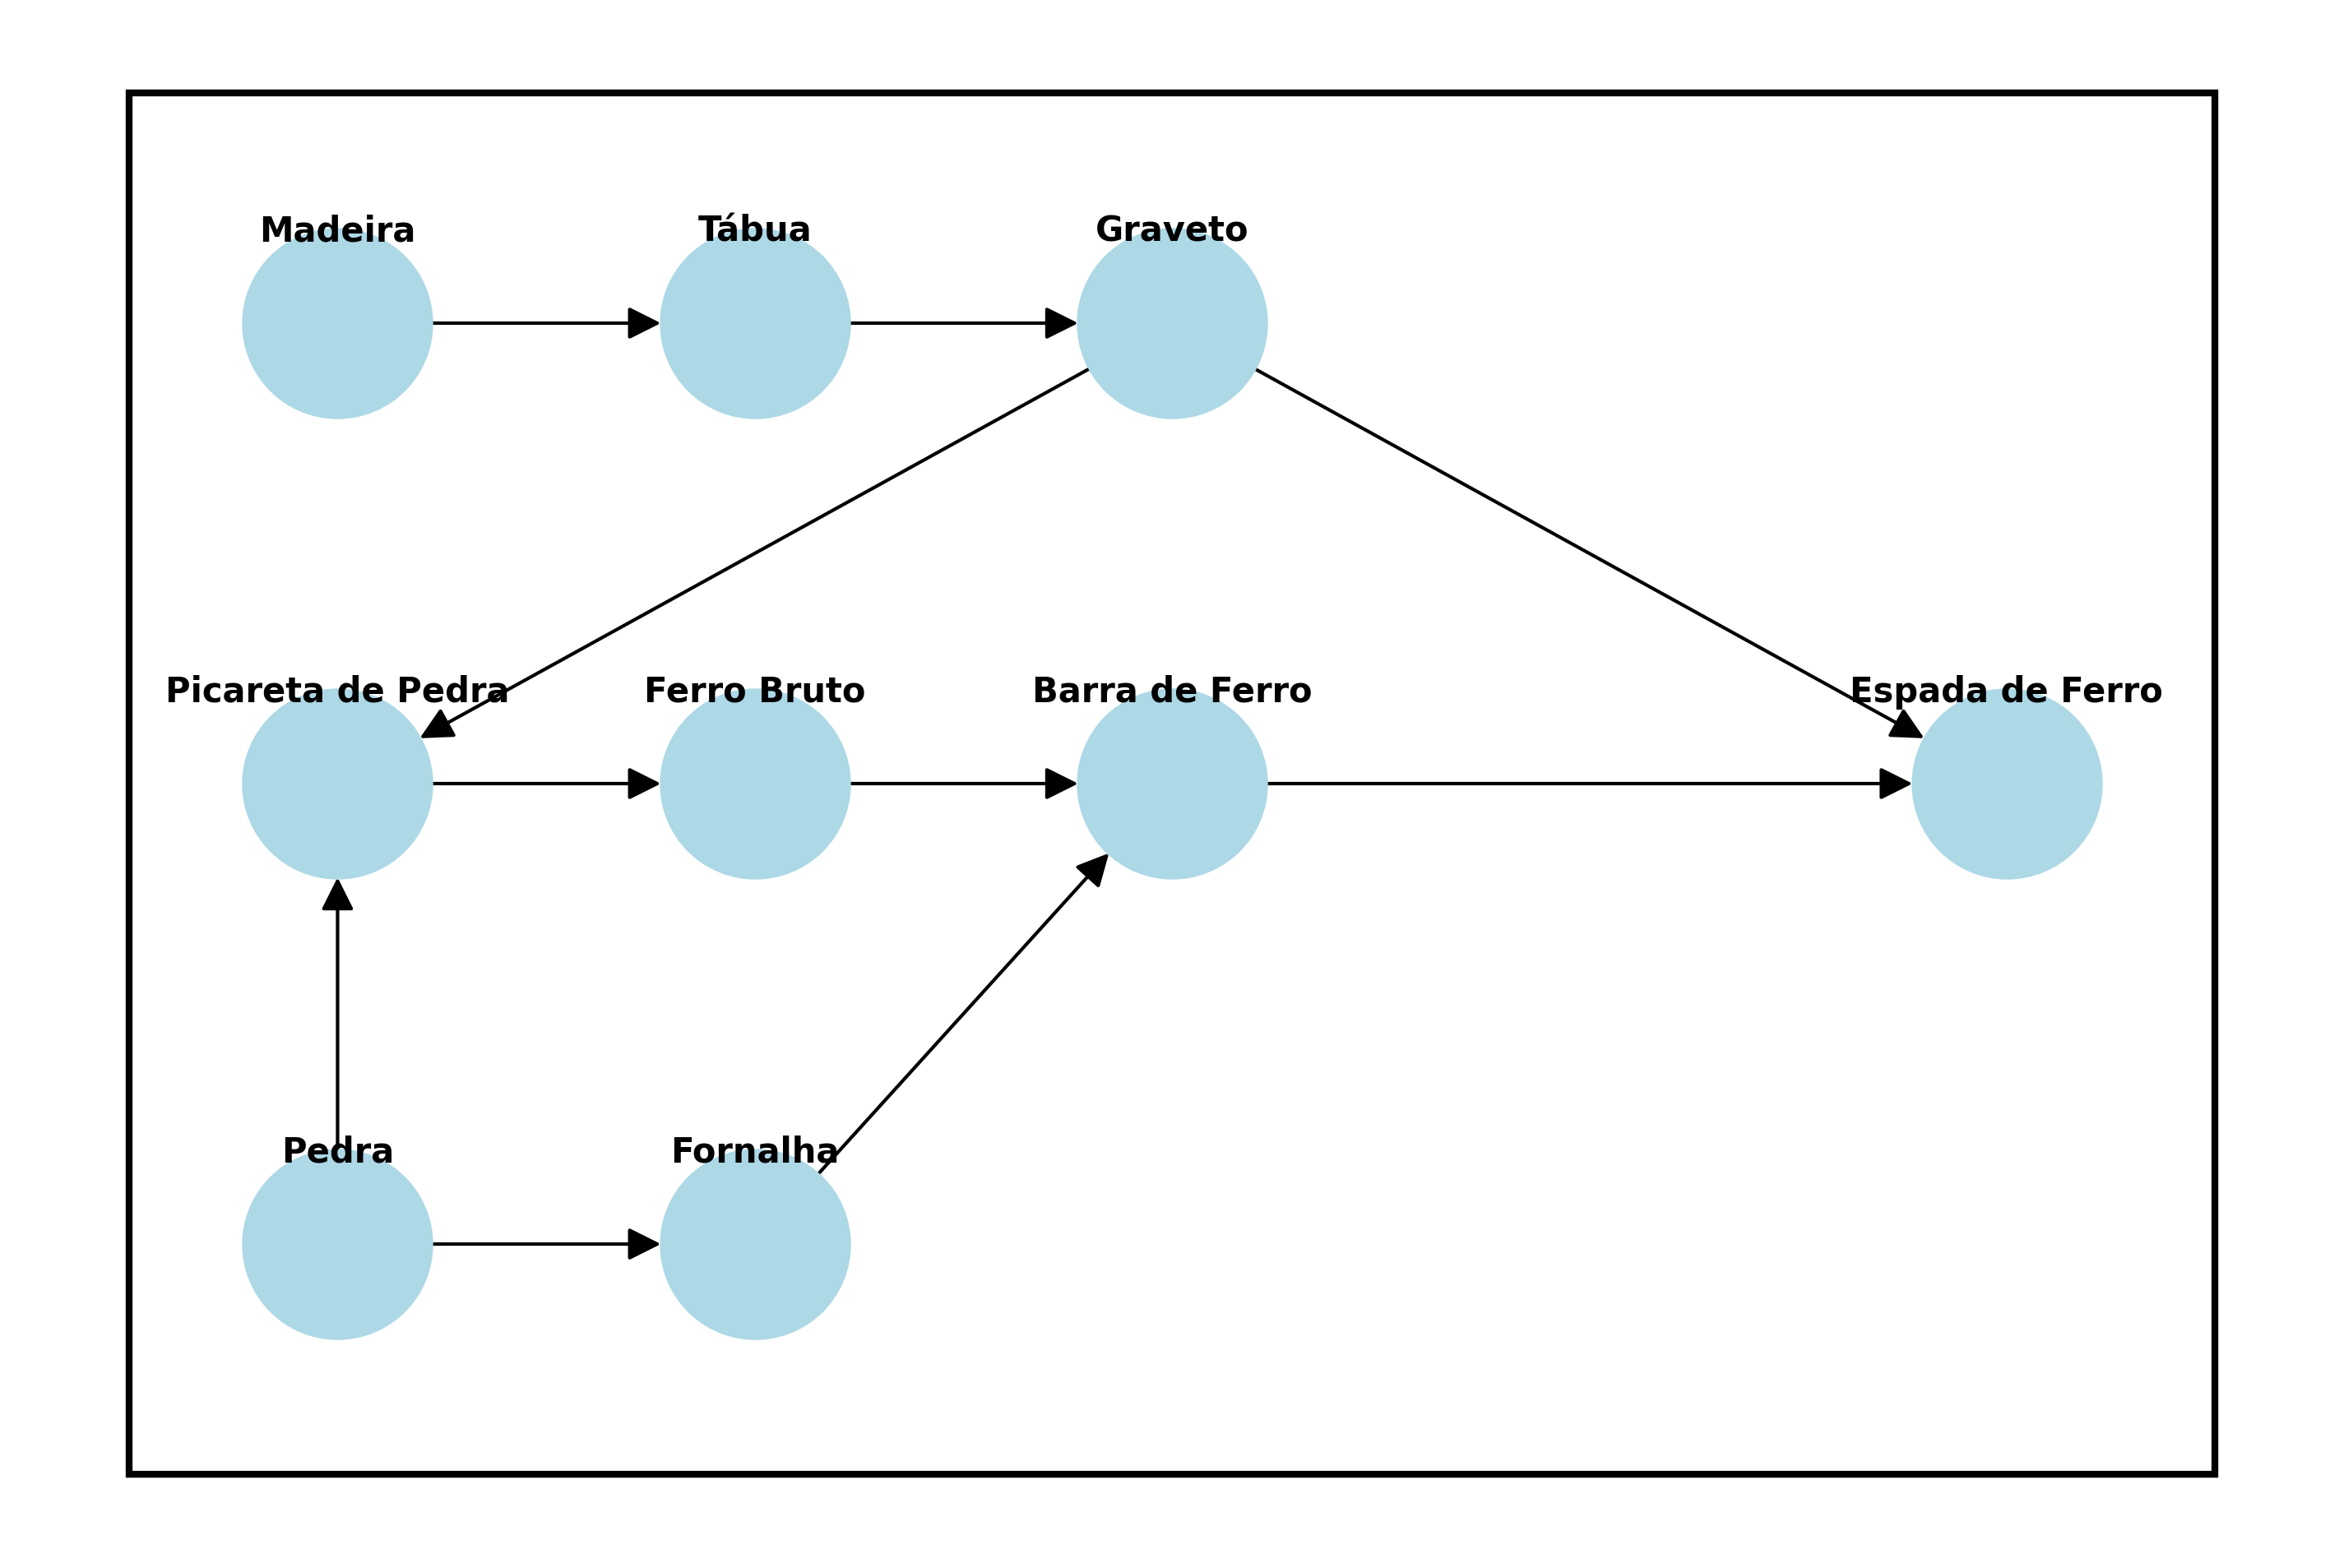 Madeira
Tábua
Graveto
Picareta de Pedra
Ferro Bruto
Barra de Ferro
Espada de Ferro
Pedra
Fornalha